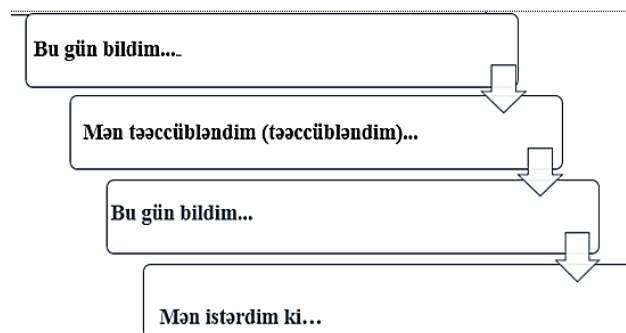 Bu gün bildim....
Mən təəccübləndim (təəccübləndim)...
Bu gün bildim...
Mən istərdim ki...